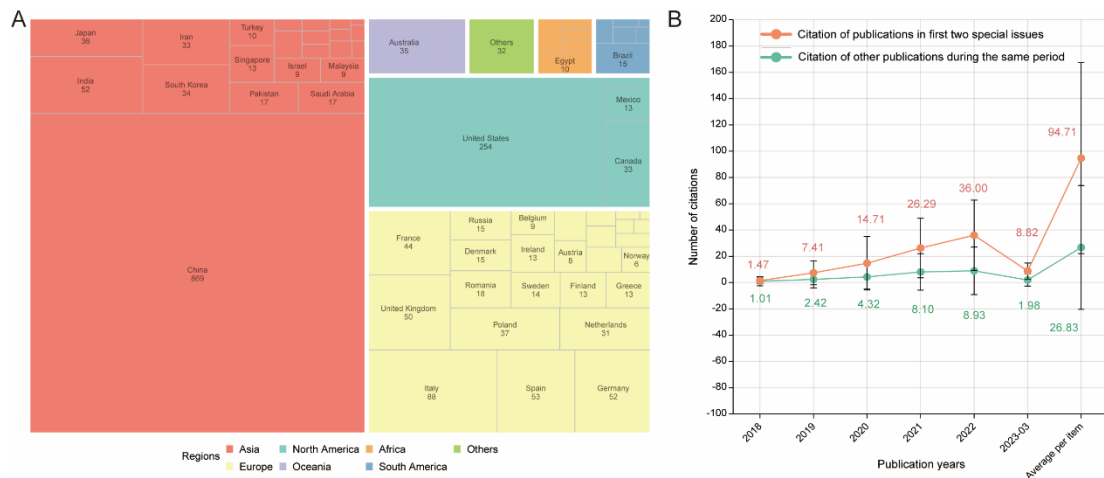 A
Japan
36
Iran
33
Turkey
10
Singapore
13
Israel
9
Malaysia
9
India
52
South Korea
34
Pakistan
17
Saudi Arabia
17
China
869
Australia
35
Others
32
Egypt
10
Brazil
15
United States
254
Mexico
13
Canada
33
France
44
Russia
15
Belgium
9
Denmark
15
Ireland
13
Austria
8
Norway
6
United Kingdom
50
Romania
18
Sweden
14
Finland
13
Greece
13
Poland
37
Netherlands
31
Italy
88
Spain
53
Germany
52
Regions
Asia
North America
Africa
Others
Europe
Oceania
South America
B
Number of citations
200
180
160
140
120
100
80
60
40
20
0
-20
-40
-60
-80
-100
Citation of publications in first two special issues
Citation of other publications during the same period
1.47
7.41
14.71
26.29
36.00
8.82
94.71
1.01
2.42
4.32
8.10
8.93
1.98
26.83
2018
2019
2020
2021
2022
2023-03
Average per item
Publication years